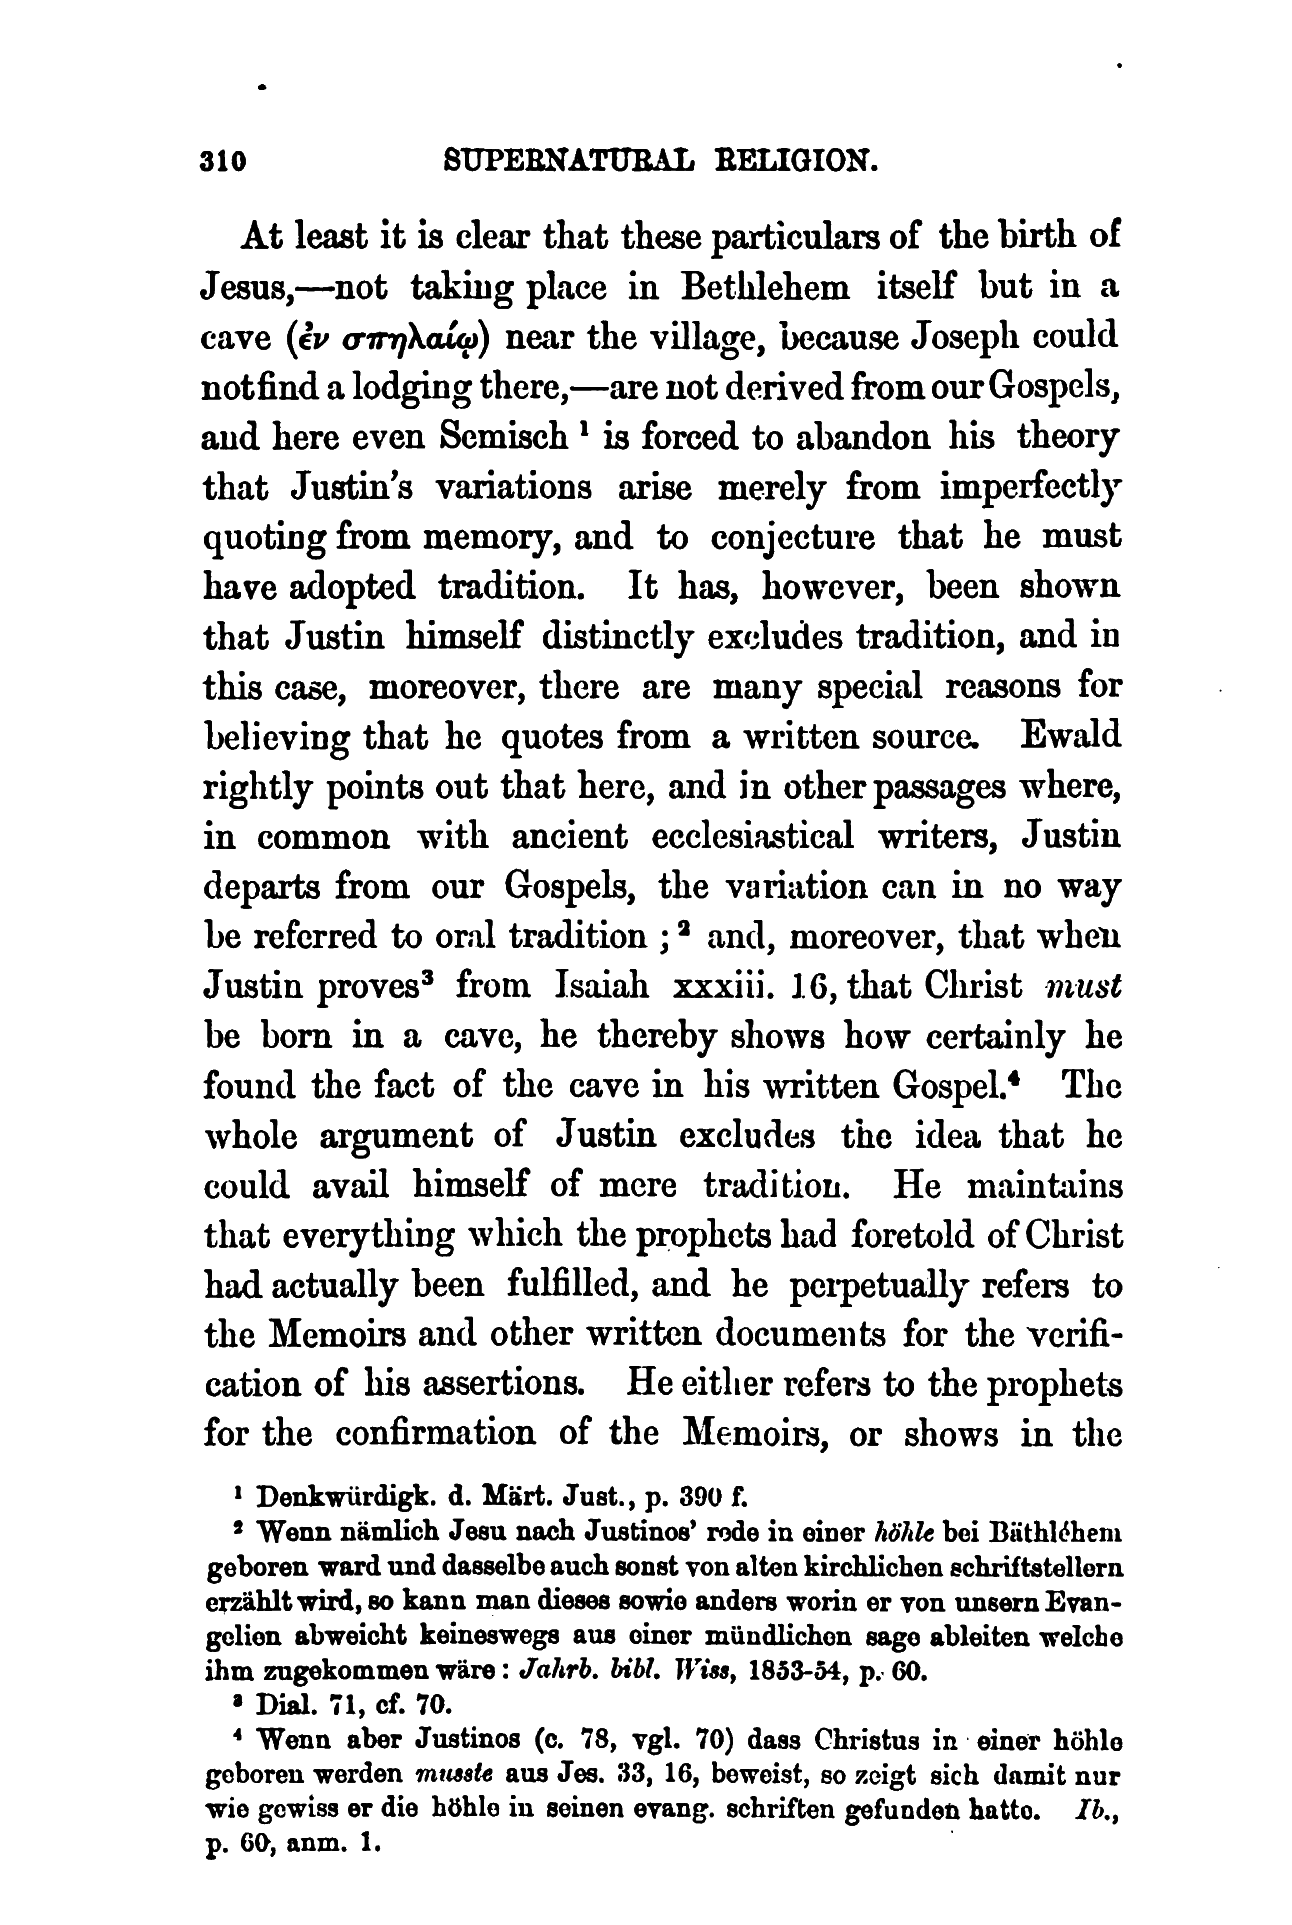 310 SUPERNATURAL RELIGION.
At least it is clear that these particulars of the birth of
Jesus,—not taking place in Bethlehem itself but in a
cave (ἐν σπηλαίῳ) near the village, because Joseph could
not find a lodging there,—are not derived from our Gospels,
and here even Semisch ¹ is forced to abandon his theory
that Justin's variations arise merely from imperfectly
quoting from memory, and to conjecture that he must
have adopted tradition. It has, however, been shown
that Justin himself distinctly excludes tradition, and in
this case, moreover, there are many special reasons for
believing that he quotes from a written source. Ewald
rightly points out that here, and in other passages where,
in common with ancient ecclesiastical writers, Justin
departs from our Gospels, the variation can in no way
be referred to oral tradition ; ² and, moreover, that when
Justin proves³ from Isaiah xxxiii. 16, that Christ must
be born in a cave, he thereby shows how certainly he
found the fact of the cave in his written Gospel.⁴ The
whole argument of Justin excludes the idea that he
could avail himself of mere tradition. He maintains
that everything which the prophets had foretold of Christ
had actually been fulfilled, and he perpetually refers to
the Memoirs and other written documents for the verifi-
cation of his assertions. He either refers to the prophets
for the confirmation of the Memoirs, or shows in the
¹ Denkwürdigk. d. Märt. Just., p. 390 f.
² Wenn nämlich Jesu nach Justinos' rede in einer höhle bei Bäthléhem
geboren ward und dasselbe auch sonst von alten kirchlichen schriftstellern
erzählt wird, so kann man dieses sowie anders worin er von unsern Evan-
gelien abweicht keineswegs aus einer mündlichen sage ableiten welche
ihm zugekommen wäre : Jahrb. bibl. Wiss, 1853-54, p. 60.
³ Dial. 71, cf. 70.
⁴ Wenn aber Justinos (c. 78, vgl. 70) dass Christus in einer höhle
geboren werden musste aus Jes. 33, 16, beweist, so zeigt sich damit nur
wie gewiss er die höhle in seinen evang. schriften gefunden hatte. Ib.,
p. 60, anm. 1.